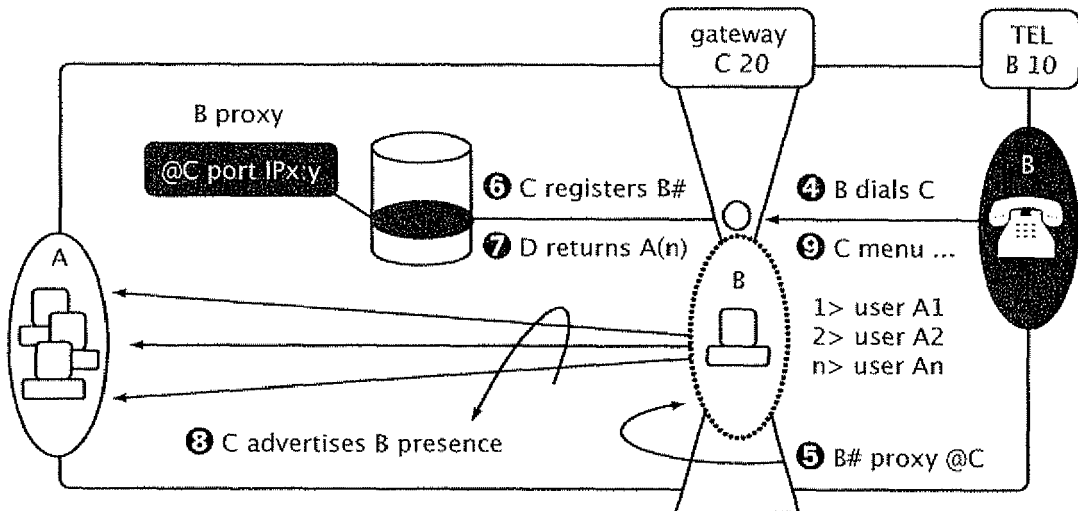 gateway
C 20
TEL
B 10
B proxy
@C port IPx:y
❻ C registers B#
❹ B dials C
B
❼ D returns A(n)
❾ C menu ...
A
B
1> user A1
2> user A2
n> user An
❽ C advertises B presence
❺ B# proxy @C